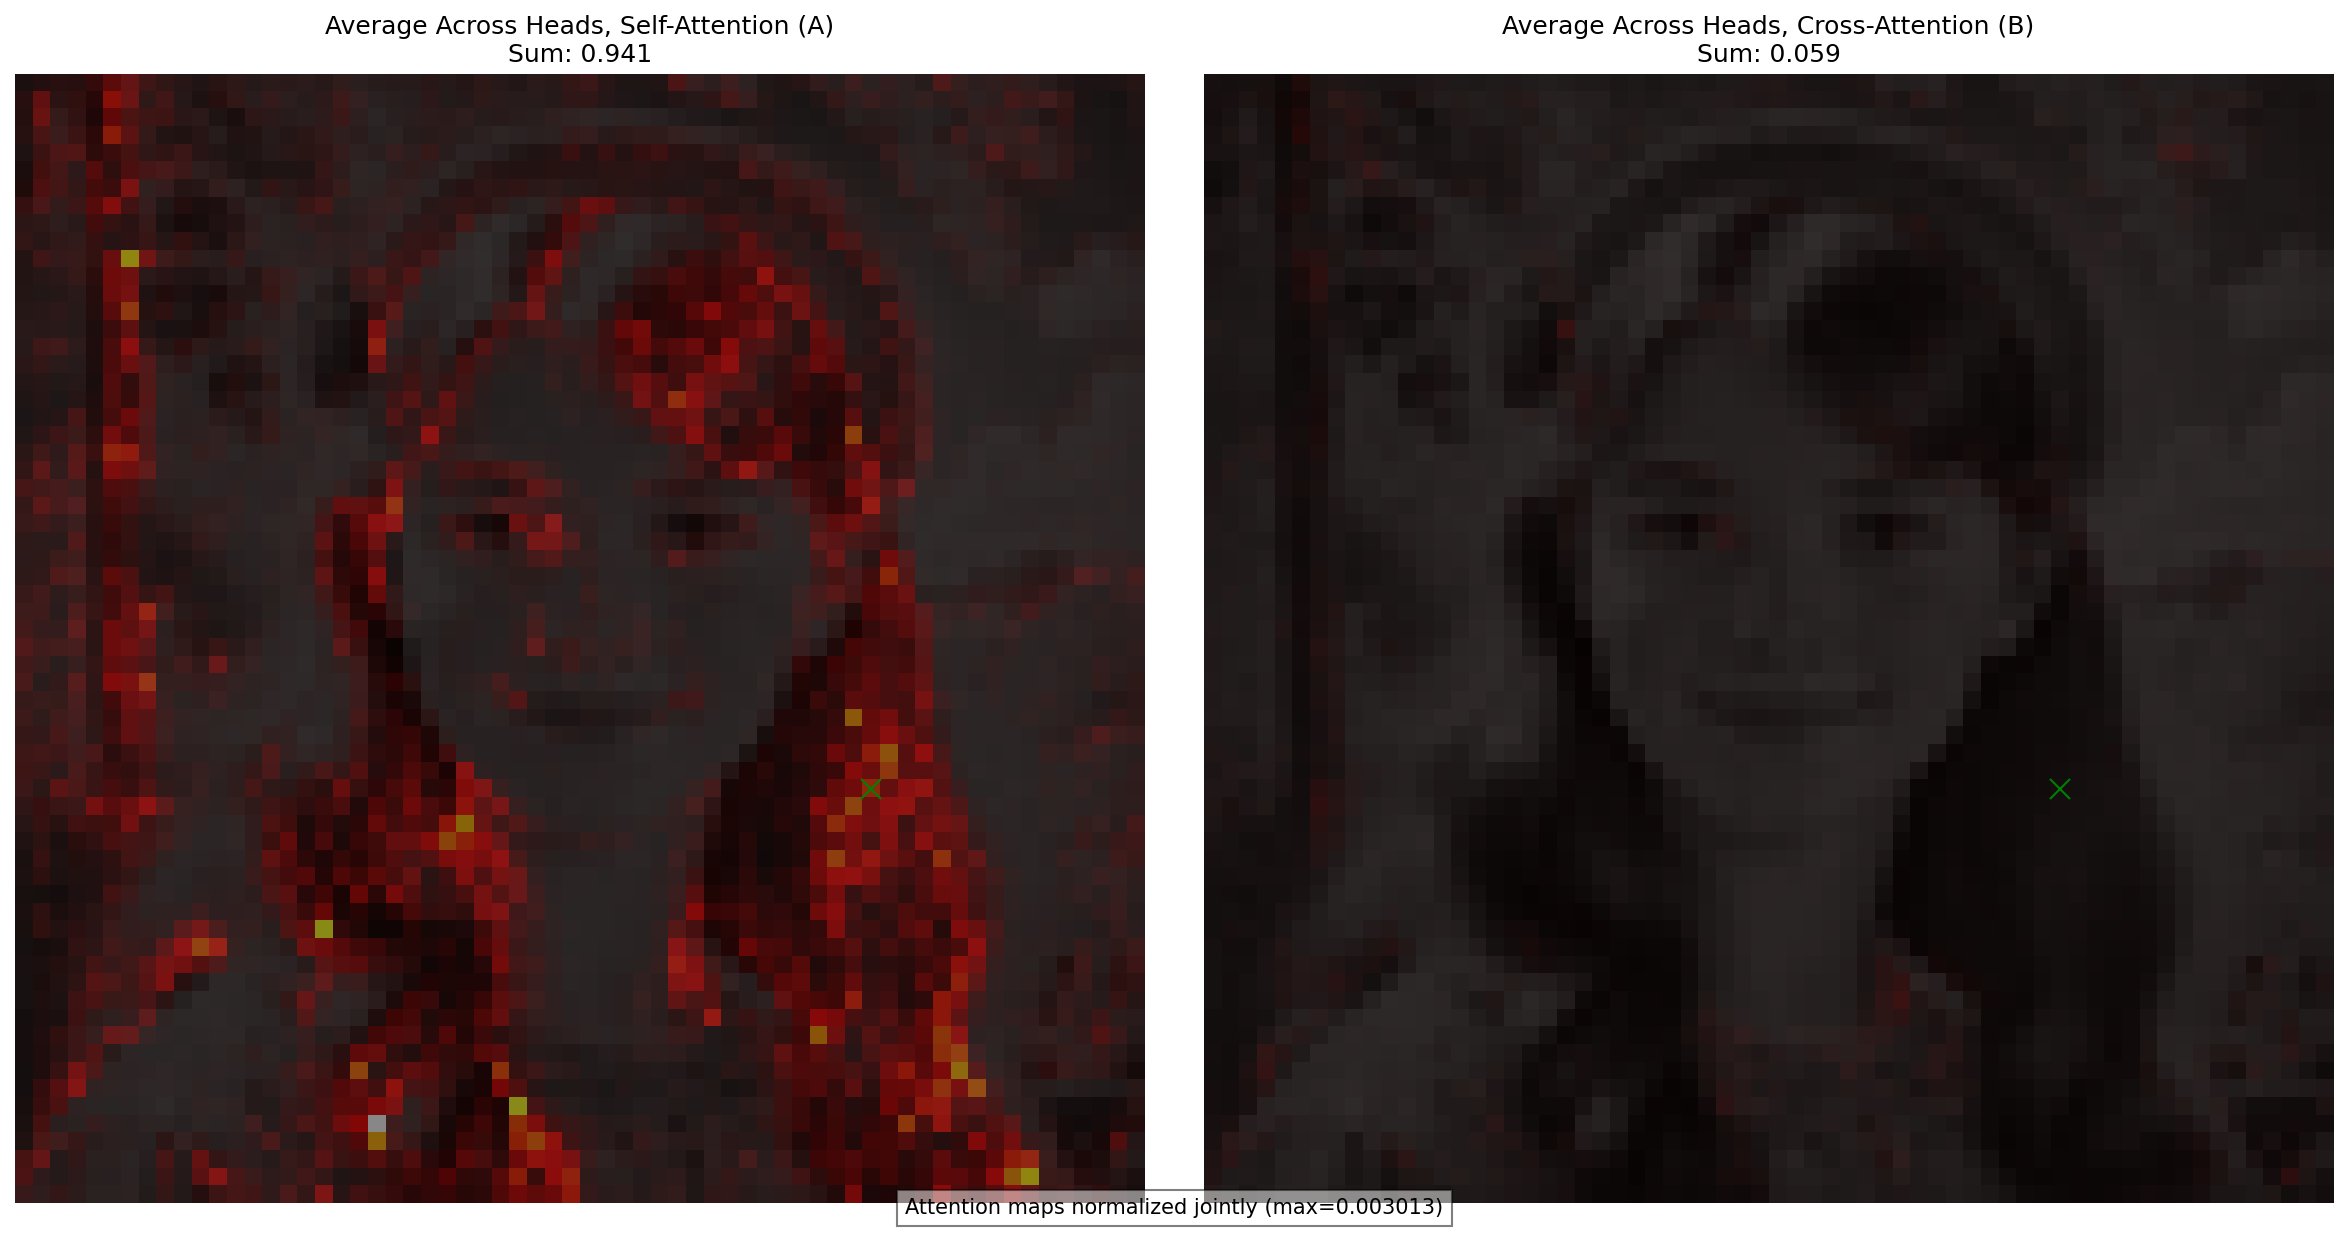 Average Across Heads, Self-Attention (A)
Sum: 0.941
Average Across Heads, Cross-Attention (B)
Sum: 0.059
Attention maps normalized jointly (max=0.003013)